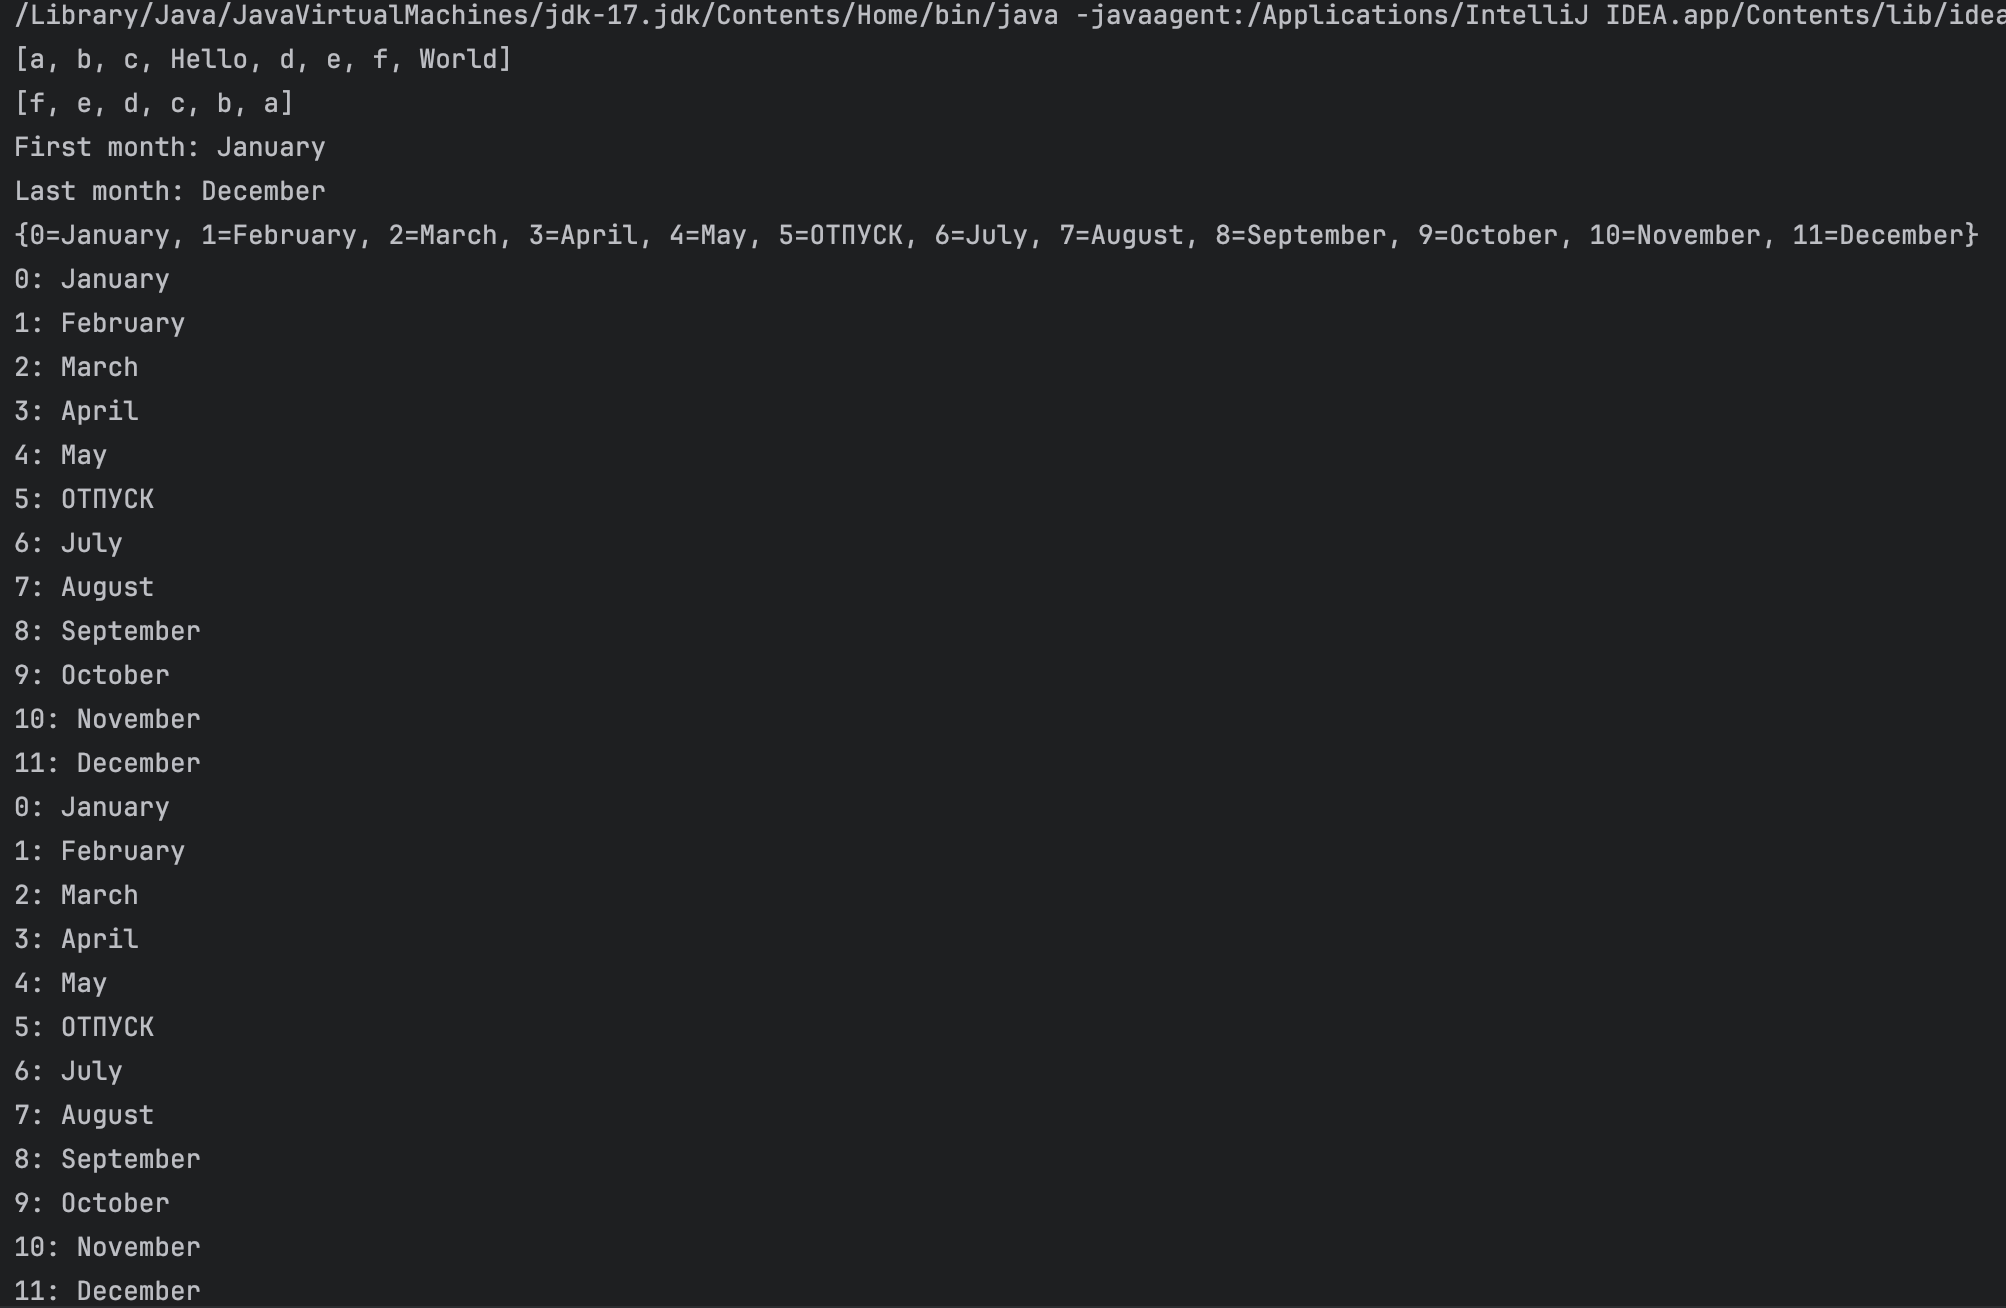 /Library/Java/JavaVirtualMachines/jdk-17.jdk/Contents/Home/bin/java -javaagent:/Applications/IntelliJ IDEA.app/Contents/lib/idea
[a, b, c, Hello, d, e, f, World]
[f, e, d, c, b, a]
First month: January
Last month: December
{0=January, 1=February, 2=March, 3=April, 4=May, 5=ОТПУСК, 6=July, 7=August, 8=September, 9=October, 10=November, 11=December}
0: January
1: February
2: March
3: April
4: May
5: ОТПУСК
6: July
7: August
8: September
9: October
10: November
11: December
0: January
1: February
2: March
3: April
4: May
5: ОТПУСК
6: July
7: August
8: September
9: October
10: November
11: December